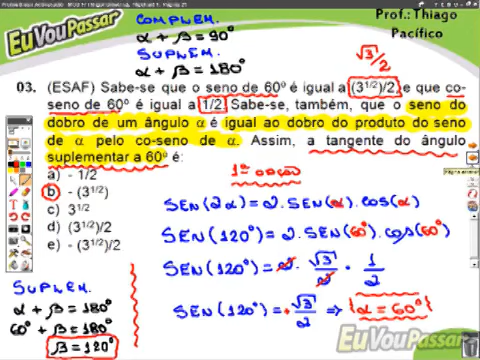 COMPLEM.
α + β = 90°
SUPLEM.
α + β = 180°
Prof.: Thiago
Pacífico
EuVouPassar
√3/2
03. (ESAF) Sabe-se que o seno de 60º é igual a (3^1/2)/2 e que co-
seno de 60º é igual a 1/2. Sabe-se, também, que o seno do
dobro de um ângulo α é igual ao dobro do produto do seno
de α pelo co-seno de α. Assim, a tangente do ângulo
suplementar a 60º é:
a) - 1/2
b) - (3^1/2)
c) 3^1/2
d) (3^1/2)/2
e) - (3^1/2)/2
1ª OPÇÃO
SEN(2α) = 2. SEN(α). COS(α)
SEN(120°) = 2. SEN(60°). COS(60°)
SEN(120°) = 2. √3/2 . 1/2
SEN(120°) = + √3/2 ⇒ {α = 60°}
SUPLEM.
α + β = 180°
60° + β = 180°
β = 120°
EuVouPassar